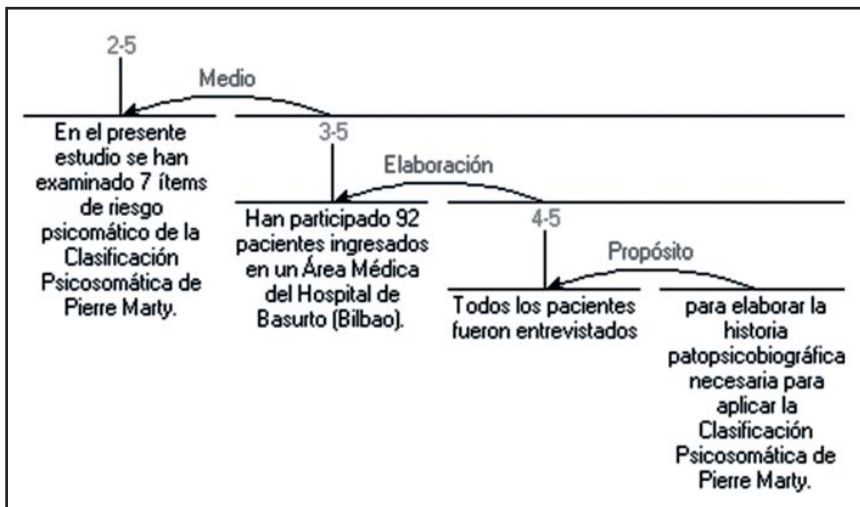 2-5
Medio
En el presente
estudio se han
examinado 7 ítems
de riesgo
psicomático de la
Clasificación
Psicosomática de
Pierre Marty.
3-5
Elaboración
Han participado 92
pacientes ingresados
en un Área Médica
del Hospital de
Basurto (Bilbao).
4-5
Propósito
Todos los pacientes
fueron entrevistados
para elaborar la
historia
patopsicobiográfica
necesaria para
aplicar la
Clasificación
Psicosomática de
Pierre Marty.